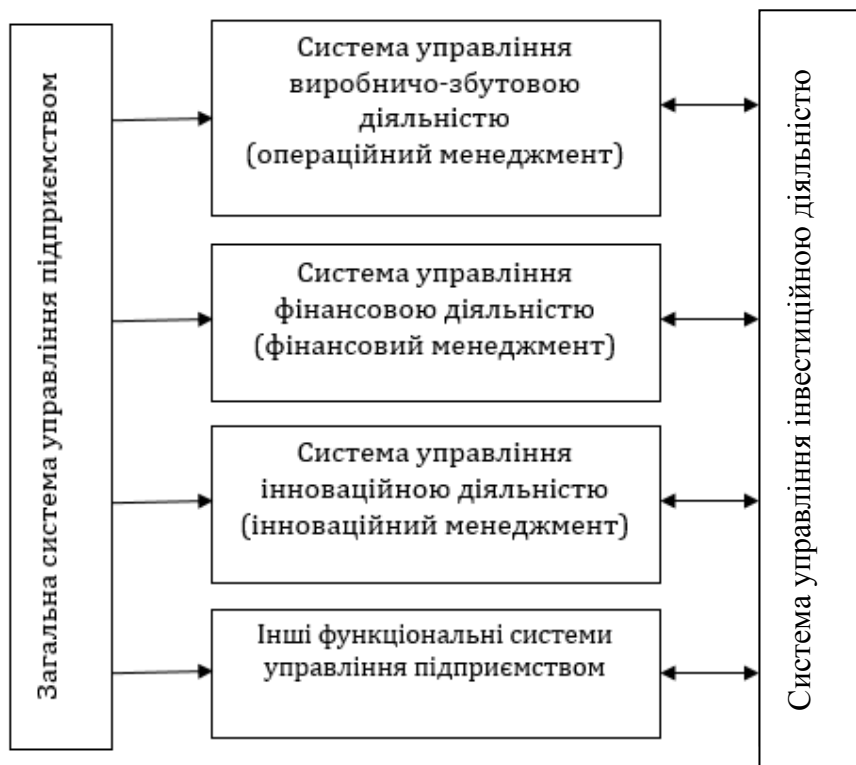 Загальна система управління підприємством
Система управління
виробничо-збутовою
діяльністю
(операційний менеджмент)
Система управління
фінансовою діяльністю
(фінансовий менеджмент)
Система управління
інноваційною діяльністю
(інноваційний менеджмент)
Інші функціональні системи
управління підприємством
Система управління інвестиційною діяльністю